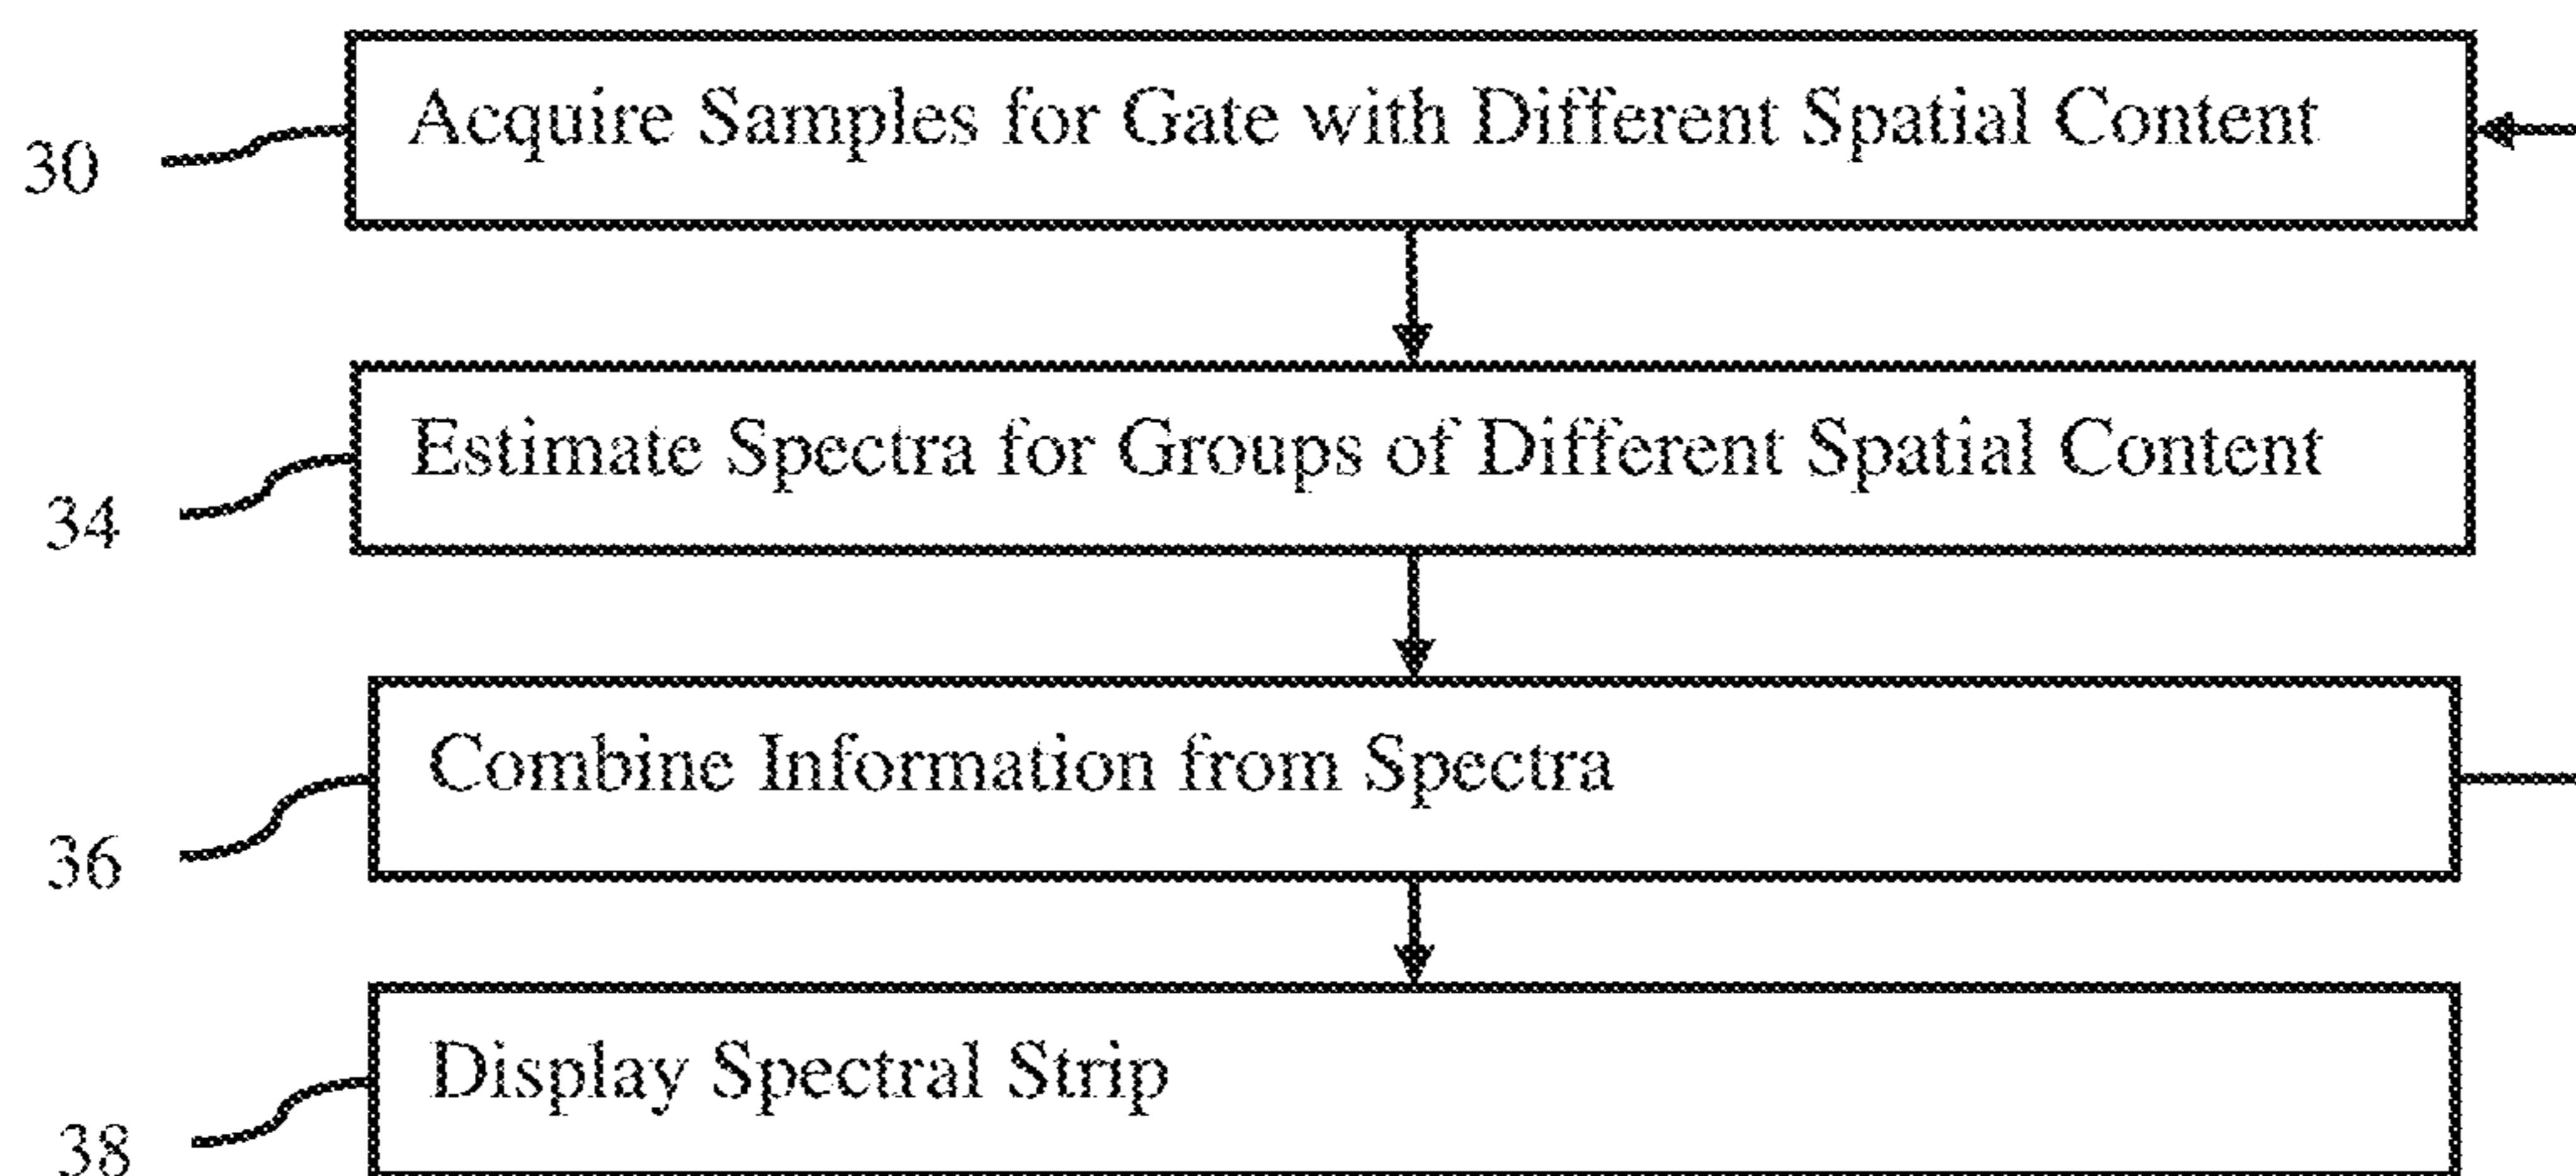 Acquire Samples for Gate with Different Spatial Content
30
Estimate Spectra for Groups of Different Spatial Content
34
Combine Information from Spectra
36
Display Spectral Strip
38